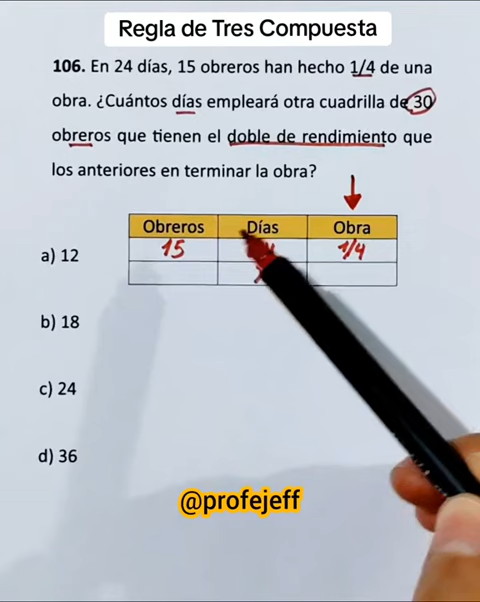 Regla de Tres Compuesta
106. En 24 días, 15 obreros han hecho 1/4 de una
obra. ¿Cuántos días empleará otra cuadrilla de 30
obreros que tienen el doble de rendimiento que
los anteriores en terminar la obra?
Obreros Días Obra
15 1/4
a) 12
b) 18
c) 24
d) 36
@profejeff